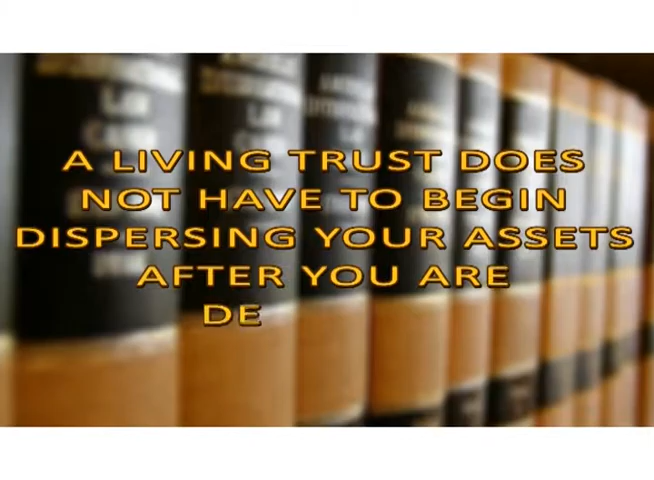 A LIVING TRUST DOES
NOT HAVE TO BEGIN
DISPERSING YOUR ASSETS
AFTER YOU ARE
DE